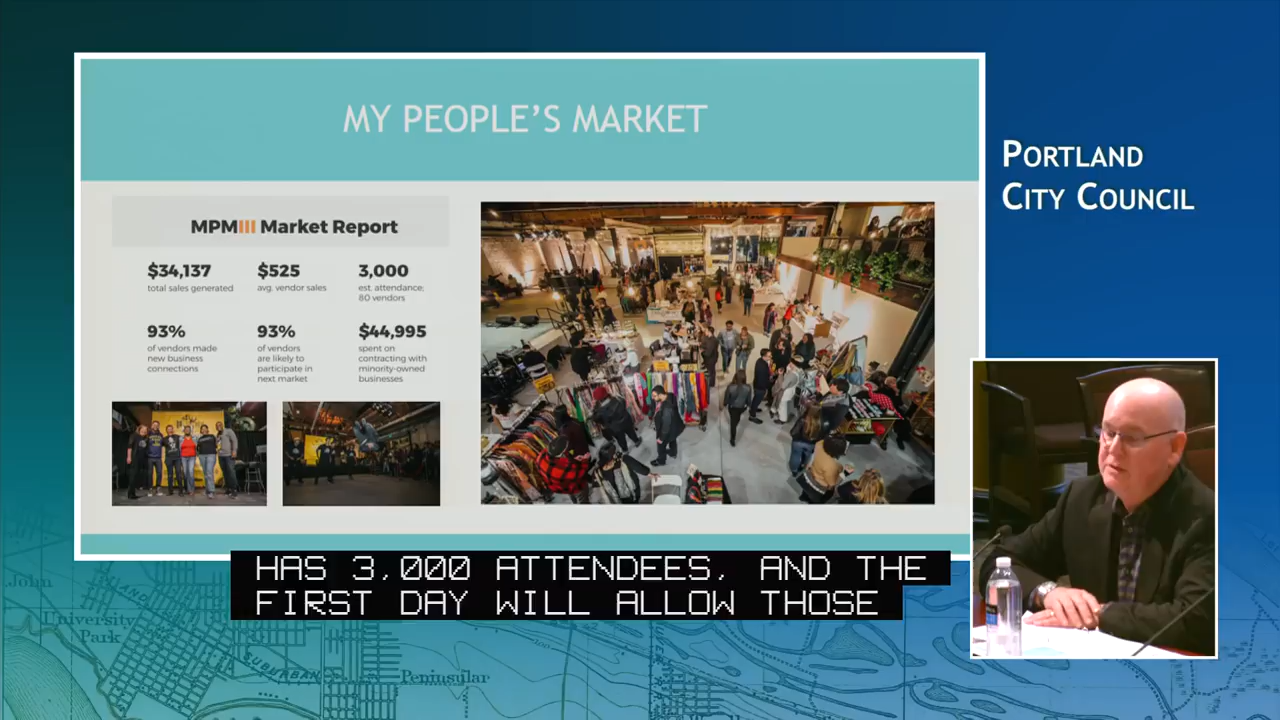 MY PEOPLE'S MARKET
PORTLAND
CITY COUNCIL
MPMIII Market Report
$34,137
total sales generated
$525
avg. vendor sales
3,000
est. attendance;
80 vendors
93%
of vendors made
new business
connections
93%
of vendors
are likely to
participate in
next market
$44,995
spent on
contracting with
minority-owned
businesses
HAS 3,000 ATTENDEES, AND THE
FIRST DAY WILL ALLOW THOSE
John
University
Park
SUBURBAN
Peninsular